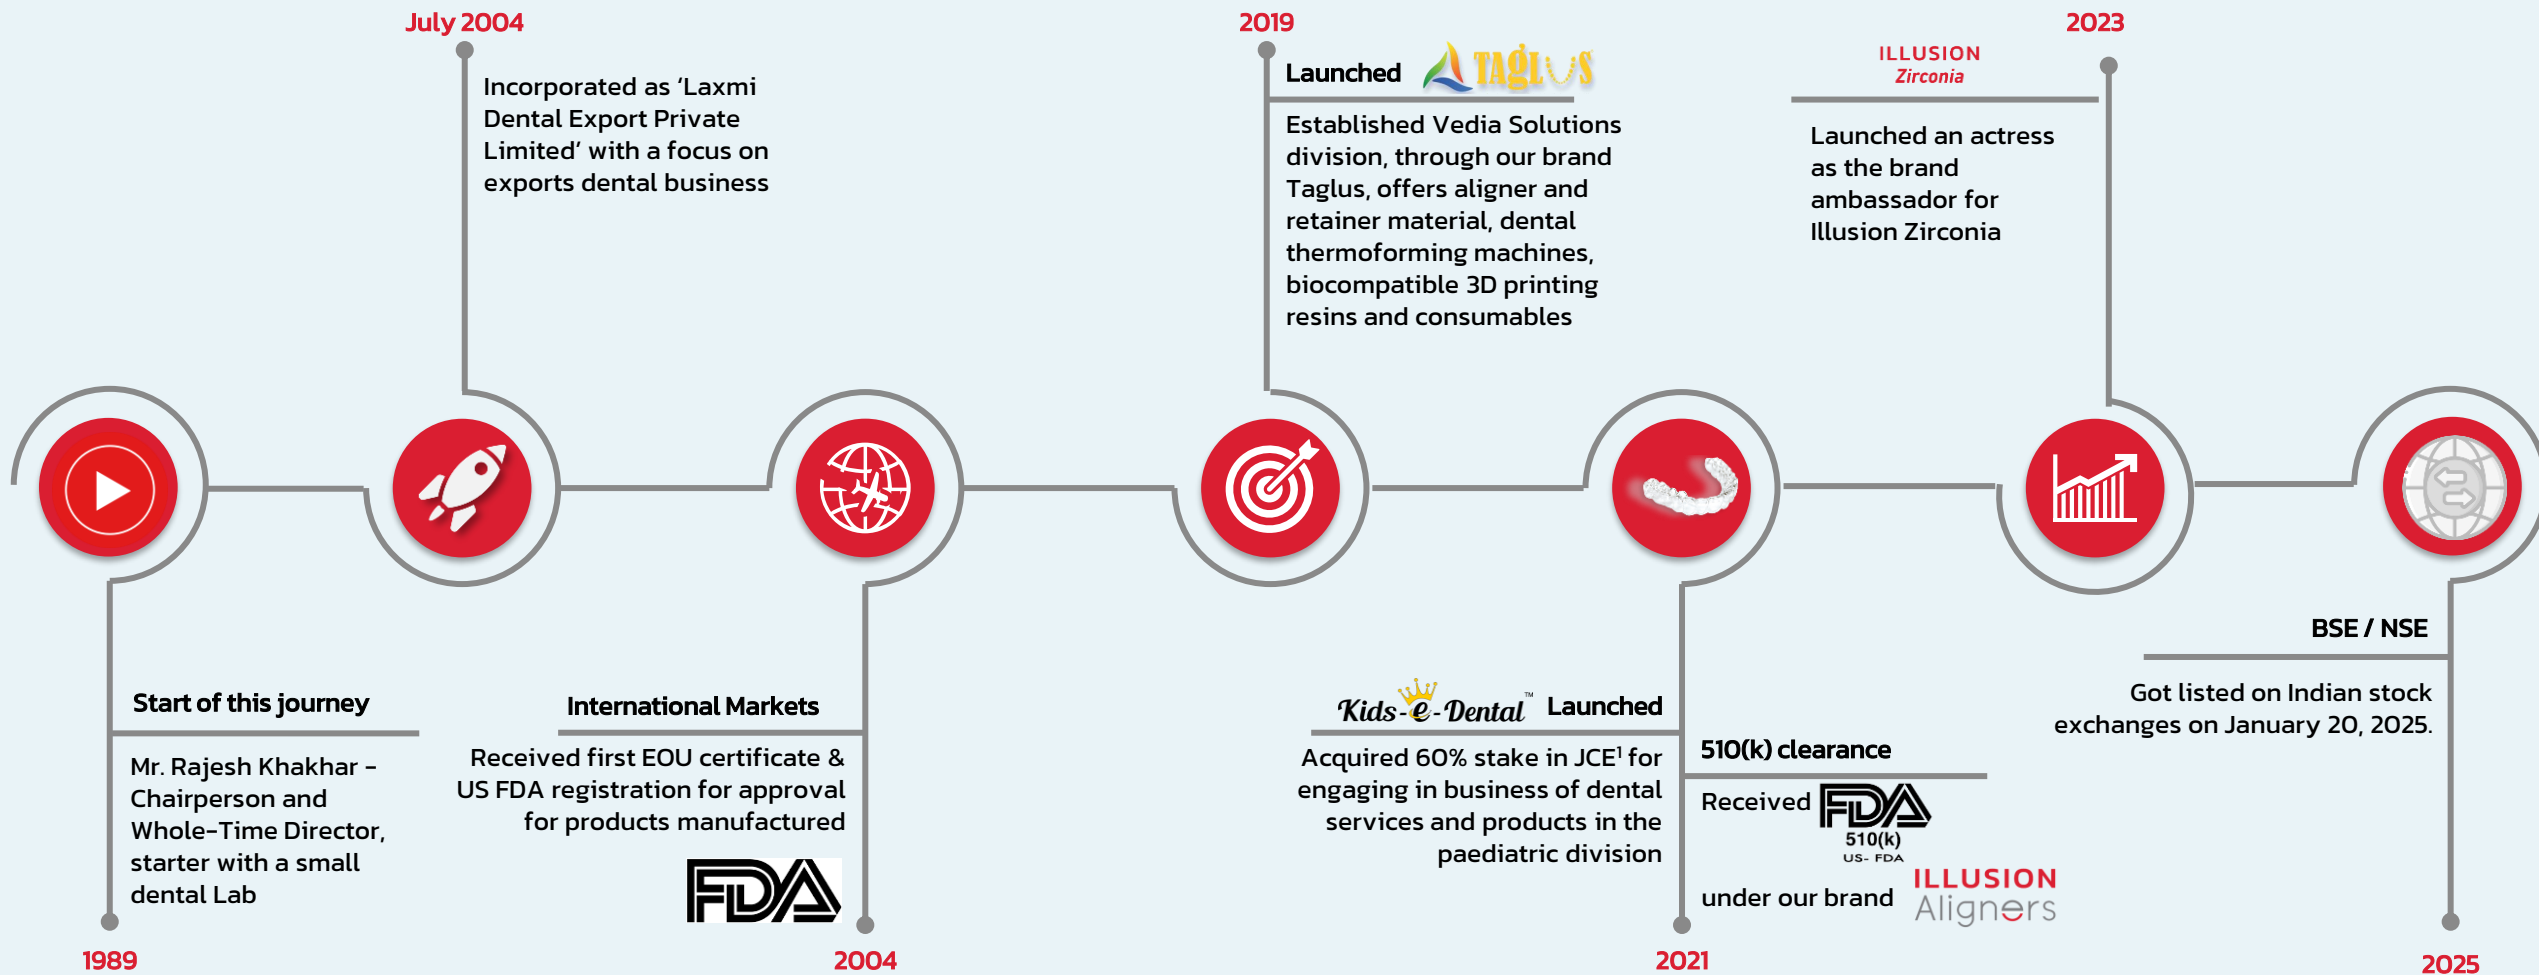 July 2004
Incorporated as ‘Laxmi
Dental Export Private
Limited’ with a focus on
exports dental business
2019
Launched TAGLUS
Established Vedia Solutions
division, through our brand
Taglus, offers aligner and
retainer material, dental
thermoforming machines,
biocompatible 3D printing
resins and consumables
2023
ILLUSION
Zirconia
Launched an actress
as the brand
ambassador for
Illusion Zirconia
Start of this journey
Mr. Rajesh Khakhar -
Chairperson and
Whole-Time Director,
starter with a small
dental Lab
1989
International Markets
Received first EOU certificate &
US FDA registration for approval
for products manufactured
FDA
2004
Kids-e-Dental™ Launched
Acquired 60% stake in JCE¹ for
engaging in business of dental
services and products in the
paediatric division
510(k) clearance
Received FDA
510(k)
US- FDA
under our brand ILLUSION
Aligners
2021
BSE / NSE
Got listed on Indian stock
exchanges on January 20, 2025.
2025